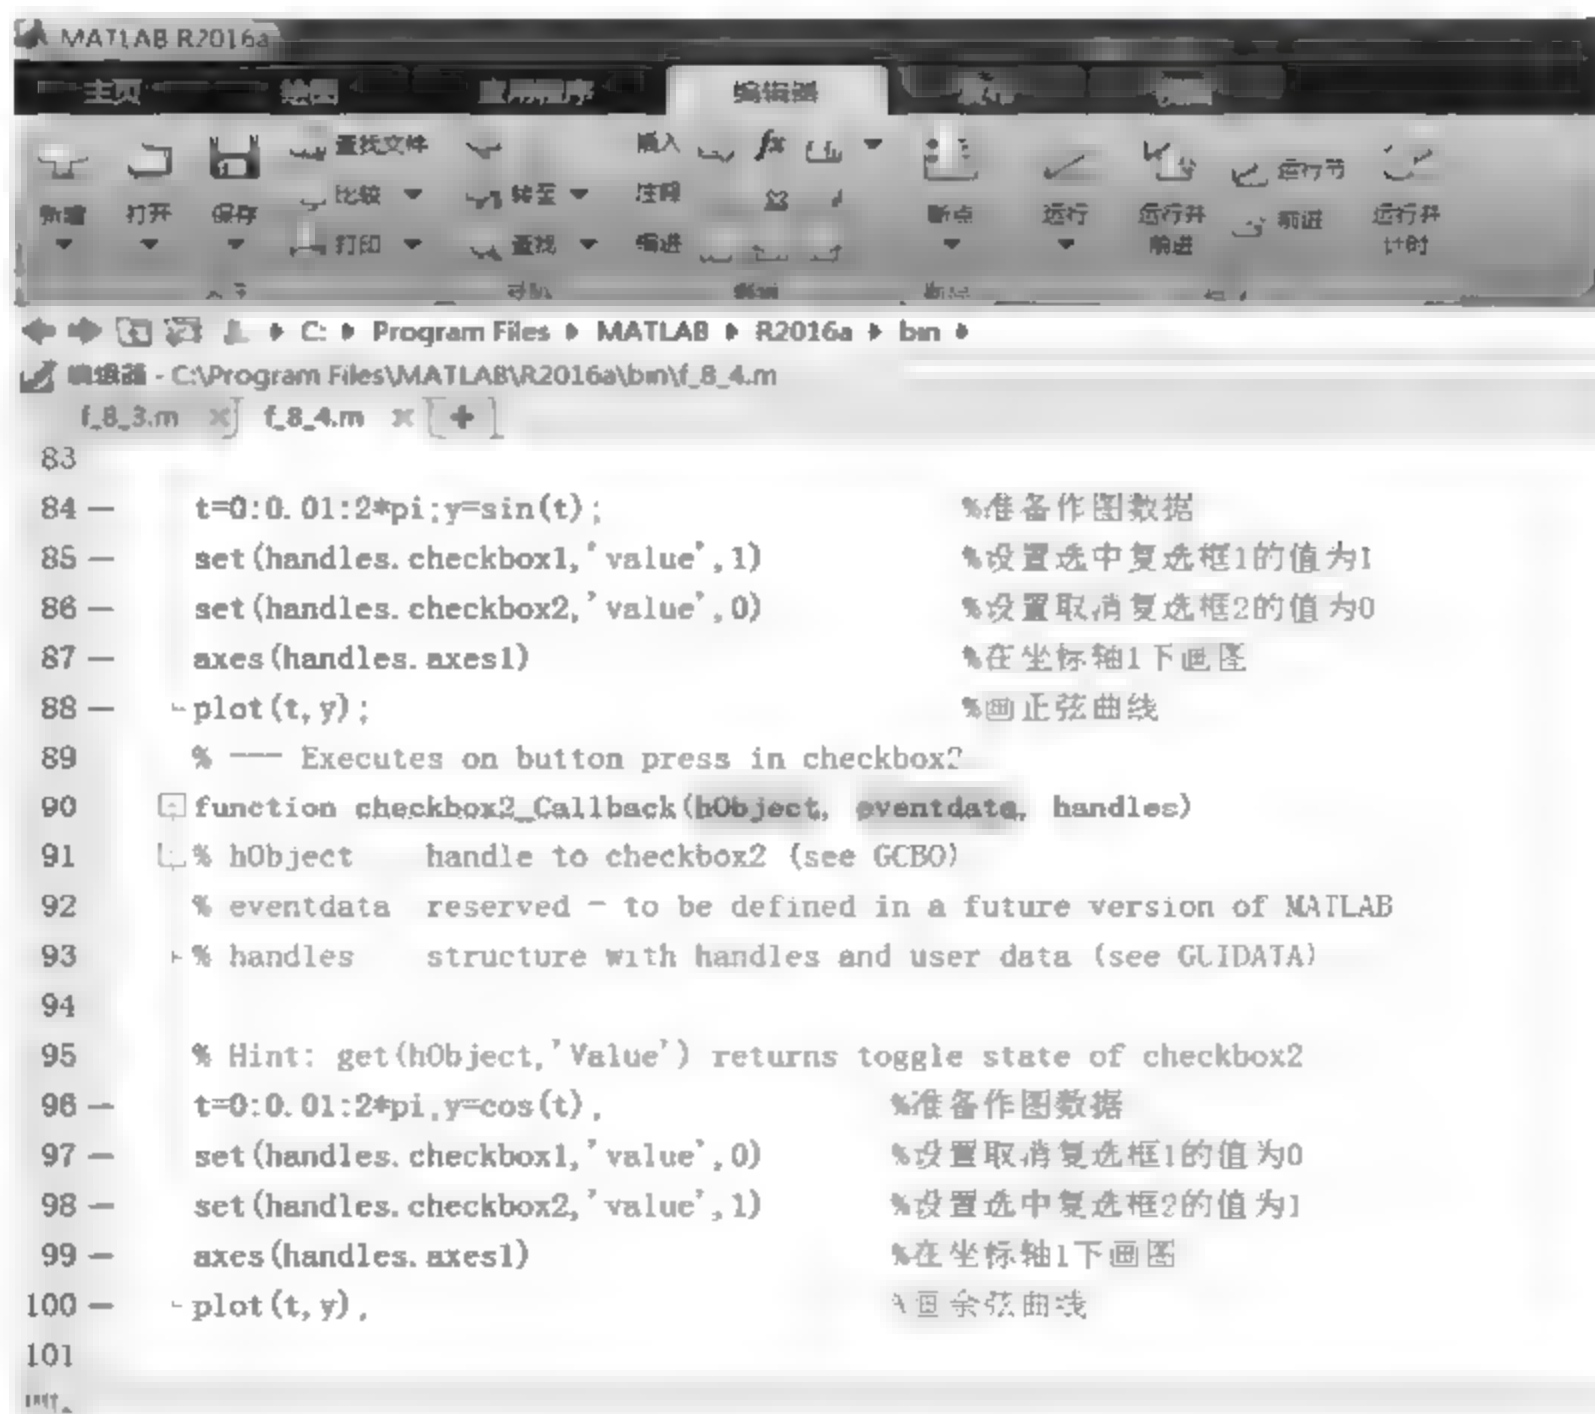 MATLAB R2016a
主页 绘图 应用程序 编辑器 发布 视图
查找文件 插入 fx
新建 打开 保存 比较 转至 注释 断点 运行 运行并前进 运行节 前进 运行并计时
打印 查找 缩进
C: Program Files MATLAB R2016a bin
编辑器 - C:\Program Files\MATLAB\R2016a\bin\f_8_4.m
f_8_3.m × f_8_4.m × +
83
84 — t=0:0.01:2*pi;y=sin(t); %准备作图数据
85 — set(handles.checkbox1,'value',1) %设置选中复选框1的值为1
86 — set(handles.checkbox2,'value',0) %设置取消复选框2的值为0
87 — axes(handles.axes1) %在坐标轴1下画图
88 — plot(t,y); %画正弦曲线
89 % --- Executes on button press in checkbox2
90 function checkbox2_Callback(hObject, eventdata, handles)
91 % hObject handle to checkbox2 (see GCBO)
92 % eventdata reserved - to be defined in a future version of MATLAB
93 % handles structure with handles and user data (see GUIDATA)
94
95 % Hint: get(hObject,'Value') returns toggle state of checkbox2
96 — t=0:0.01:2*pi,y=cos(t), %准备作图数据
97 — set(handles.checkbox1,'value',0) %设置取消复选框1的值为0
98 — set(handles.checkbox2,'value',1) %设置选中复选框2的值为1
99 — axes(handles.axes1) %在坐标轴1下画图
100 — plot(t,y), %画余弦曲线
101